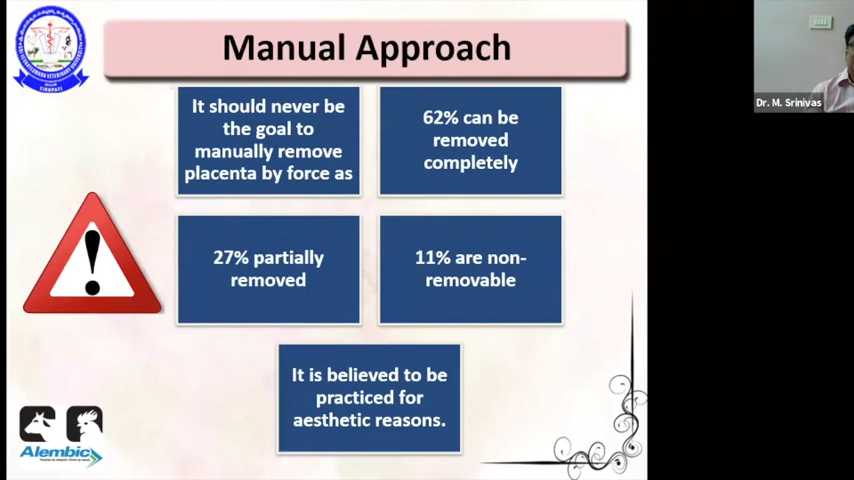 Manual Approach
It should never be
the goal to
manually remove
placenta by force as
62% can be
removed
completely
27% partially
removed
11% are non-
removable
It is believed to be
practiced for
aesthetic reasons.
Alembic
TIRUPATI
Dr. M. Srinivas